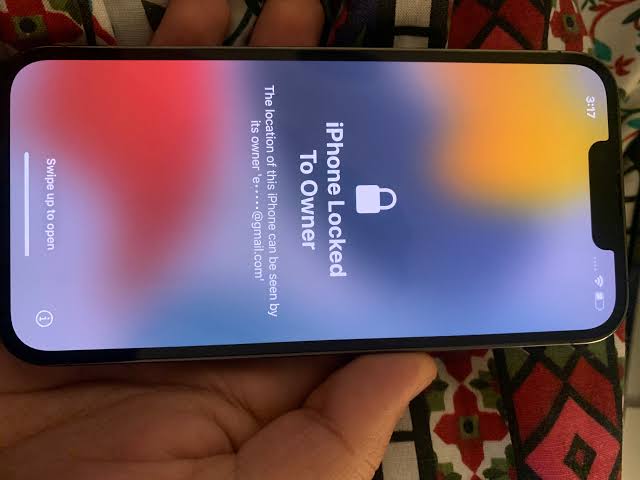 3:17
iPhone Locked
To Owner
The location of this iPhone can be seen by
its owner 'e•••••@gmail.com'
Swipe up to open